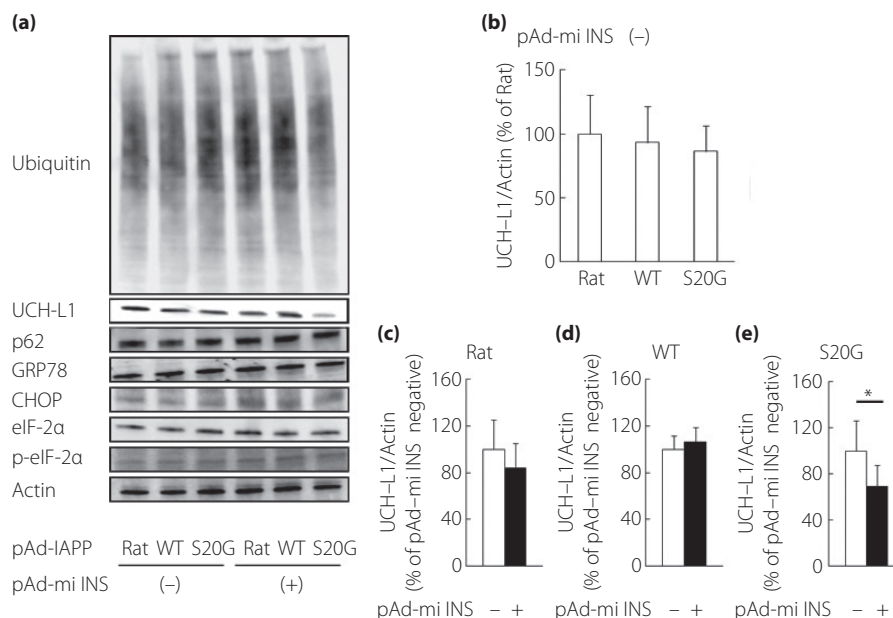 (a)
Ubiquitin
UCH-L1
p62
GRP78
CHOP
eIF-2α
p-eIF-2α
Actin
pAd-IAPP Rat WT S20G Rat WT S20G
pAd-mi INS (–) (+)
(b)
pAd-mi INS (–)
UCH–L1/Actin (% of Rat)
150
100
50
0
Rat WT S20G
(c)
Rat
UCH–L1/Actin
(% of pAd–mi INS negative)
160
120
80
40
0
pAd-mi INS – +
(d)
WT
UCH–L1/Actin
(% of pAd–mi INS negative)
160
120
80
40
0
pAd-mi INS – +
(e)
S20G
UCH–L1/Actin
(% of pAd–mi INS negative)
160
120
80
40
0
*
pAd-mi INS – +